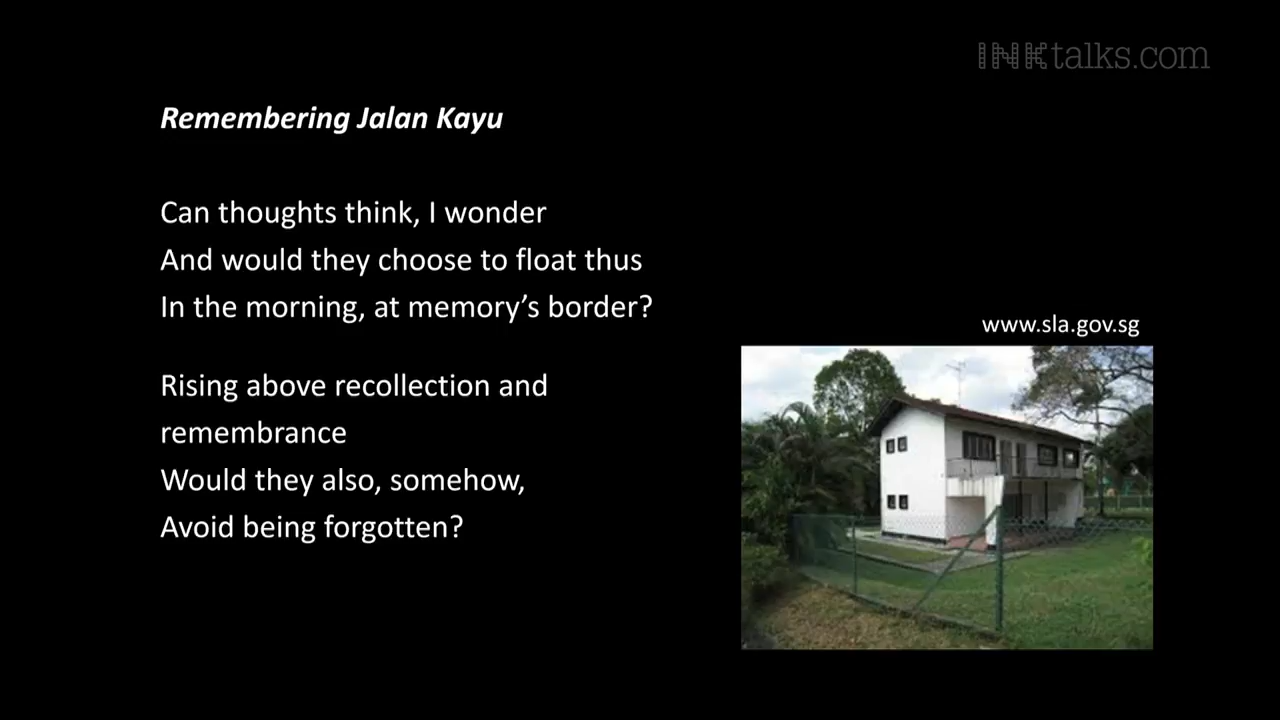 INKtalks.com
Remembering Jalan Kayu
Can thoughts think, I wonder
And would they choose to float thus
In the morning, at memory’s border?
www.sla.gov.sg
Rising above recollection and
remembrance
Would they also, somehow,
Avoid being forgotten?